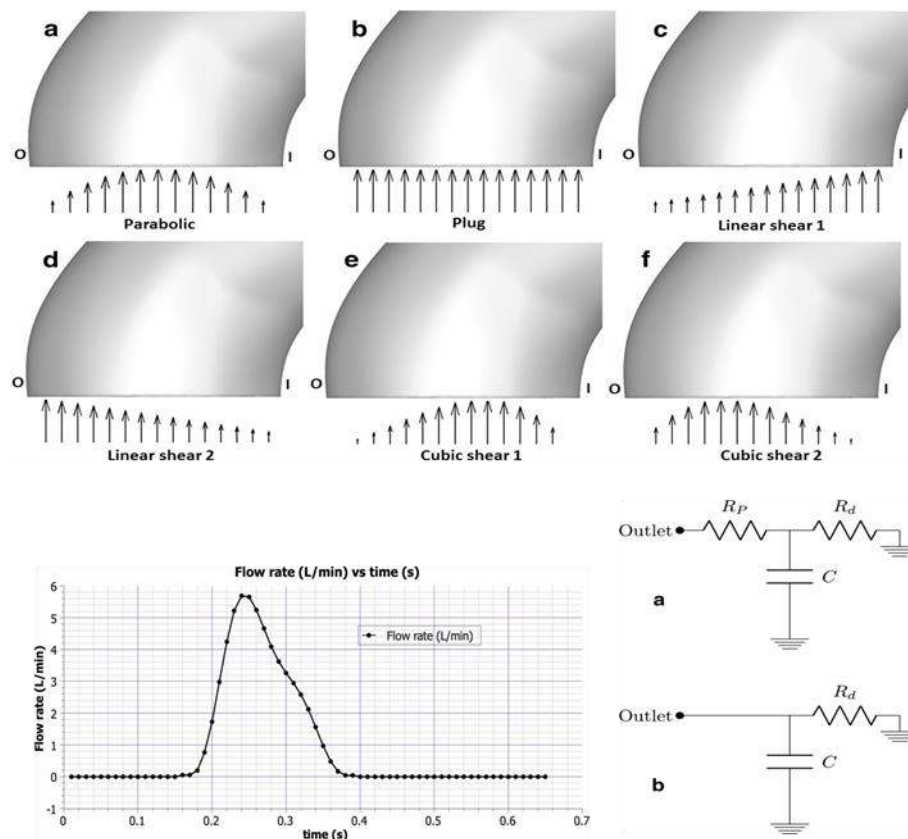 a
b
c
O I
O I
O I
Parabolic
Plug
Linear shear 1
d
e
f
O I
O I
O I
Linear shear 2
Cubic shear 1
Cubic shear 2
Flow rate (L/min) vs time (s)
Flow rate (L/min)
6
5
4
3
2
1
0
-1
Flow rate (L/min)
0 0.1 0.2 0.3 0.4 0.5 0.6 0.7
time (s)
R_P R_d
Outlet
C
a
R_d
Outlet
C
b